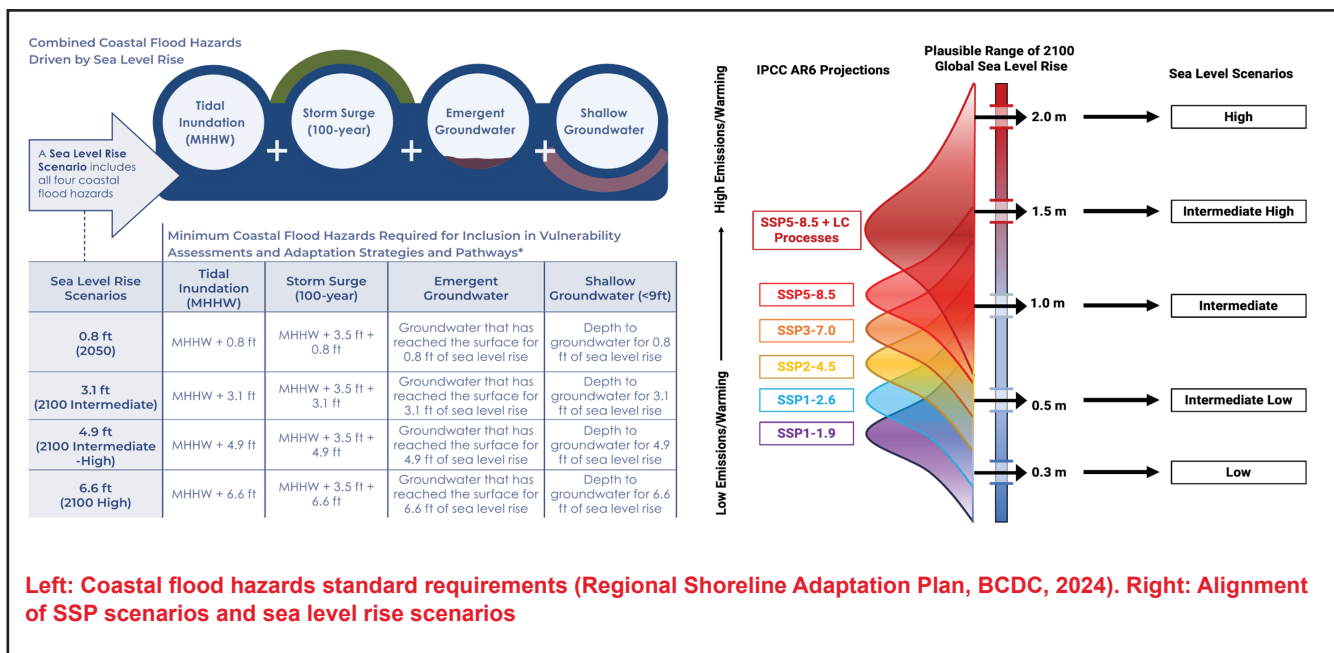 Combined Coastal Flood Hazards
Driven by Sea Level Rise
Tidal
Inundation
(MHHW)
+
Storm Surge
(100-year)
+
Emergent
Groundwater
+
Shallow
Groundwater
A Sea Level Rise
Scenario includes
all four coastal
flood hazards
Minimum Coastal Flood Hazards Required for Inclusion in Vulnerability
Assessments and Adaptation Strategies and Pathways*
Sea Level Rise
Scenarios
Tidal
Inundation
(MHHW)
Storm Surge
(100-year)
Emergent
Groundwater
Shallow
Groundwater (<9ft)
0.8 ft
(2050)
MHHW + 0.8 ft
MHHW + 3.5 ft +
0.8 ft
Groundwater that has
reached the surface for
0.8 ft of sea level rise
Depth to
groundwater for 0.8
ft of sea level rise
3.1 ft
(2100 Intermediate)
MHHW + 3.1 ft
MHHW + 3.5 ft +
3.1 ft
Groundwater that has
reached the surface for
3.1 ft of sea level rise
Depth to
groundwater for 3.1
ft of sea level rise
4.9 ft
(2100 Intermediate
-High)
MHHW + 4.9 ft
MHHW + 3.5 ft +
4.9 ft
Groundwater that has
reached the surface for
4.9 ft of sea level rise
Depth to
groundwater for 4.9
ft of sea level rise
6.6 ft
(2100 High)
MHHW + 6.6 ft
MHHW + 3.5 ft +
6.6 ft
Groundwater that has
reached the surface for
6.6 ft of sea level rise
Depth to
groundwater for 6.6
ft of sea level rise
IPCC AR6 Projections
Plausible Range of 2100
Global Sea Level Rise
Sea Level Scenarios
High Emissions/Warming
Low Emissions/Warming
SSP5-8.5 + LC
Processes
SSP5-8.5
SSP3-7.0
SSP2-4.5
SSP1-2.6
SSP1-1.9
2.0 m
High
1.5 m
Intermediate High
1.0 m
Intermediate
0.5 m
Intermediate Low
0.3 m
Low
Left: Coastal flood hazards standard requirements (Regional Shoreline Adaptation Plan, BCDC, 2024). Right: Alignment
of SSP scenarios and sea level rise scenarios